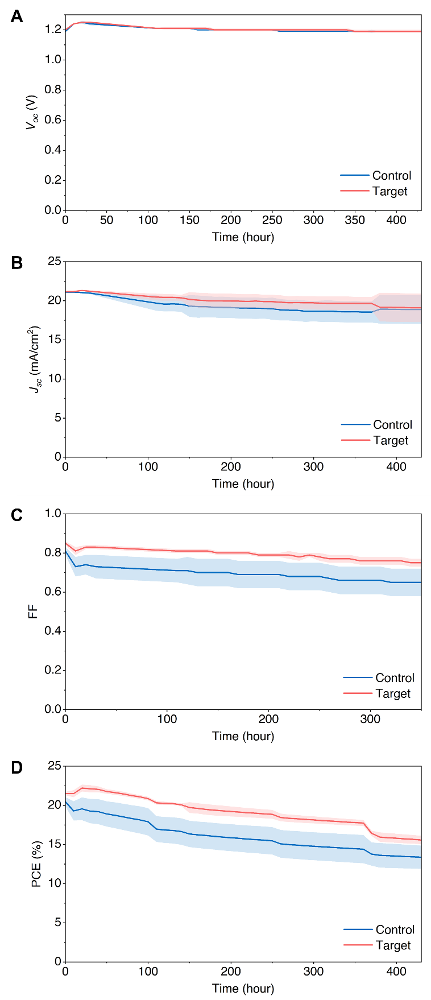 A
1.2
1.0
0.8
0.6
0.4
0.2
0.0
Voc (V)
Control
Target
0 50 100 150 200 250 300 350 400
Time (hour)
B
25
20
15
10
5
0
Jsc (mA/cm2)
Control
Target
0 100 200 300 400
Time (hour)
C
1.0
0.8
0.6
0.4
0.2
0.0
FF
Control
Target
0 100 200 300
Time (hour)
D
25
20
15
10
5
0
PCE (%)
Control
Target
0 100 200 300 400
Time (hour)